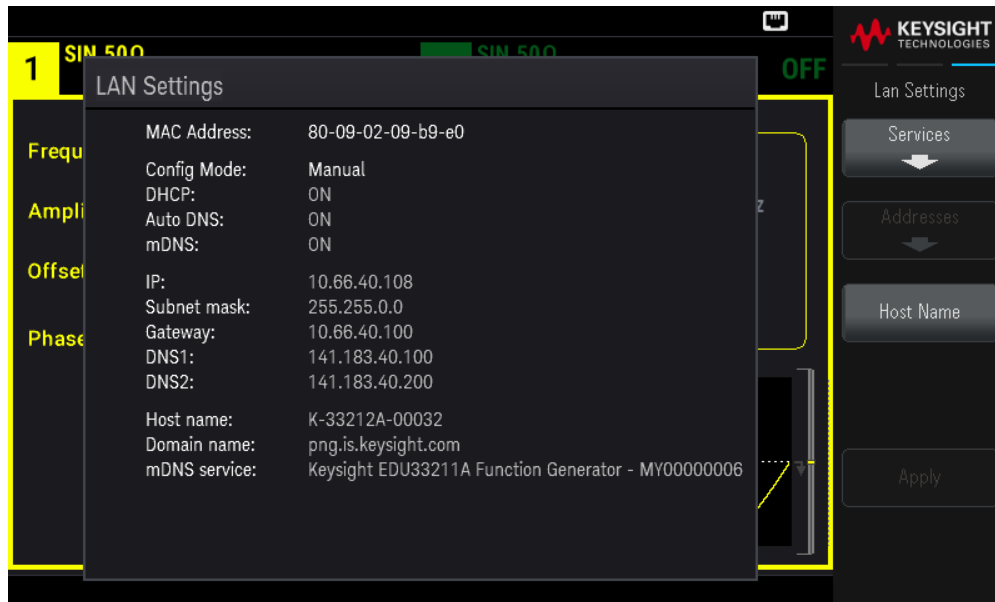 KEYSIGHT
TECHNOLOGIES
1
SIN 50Ω
SIN 50Ω
OFF
LAN Settings
MAC Address: 80-09-02-09-b9-e0
Config Mode: Manual
DHCP: ON
Auto DNS: ON
mDNS: ON
IP: 10.66.40.108
Subnet mask: 255.255.0.0
Gateway: 10.66.40.100
DNS1: 141.183.40.100
DNS2: 141.183.40.200
Host name: K-33212A-00032
Domain name: png.is.keysight.com
mDNS service: Keysight EDU33211A Function Generator - MY00000006
Frequ
Ampli
Offset
Phase
z
Lan Settings
Services
Addresses
Host Name
Apply